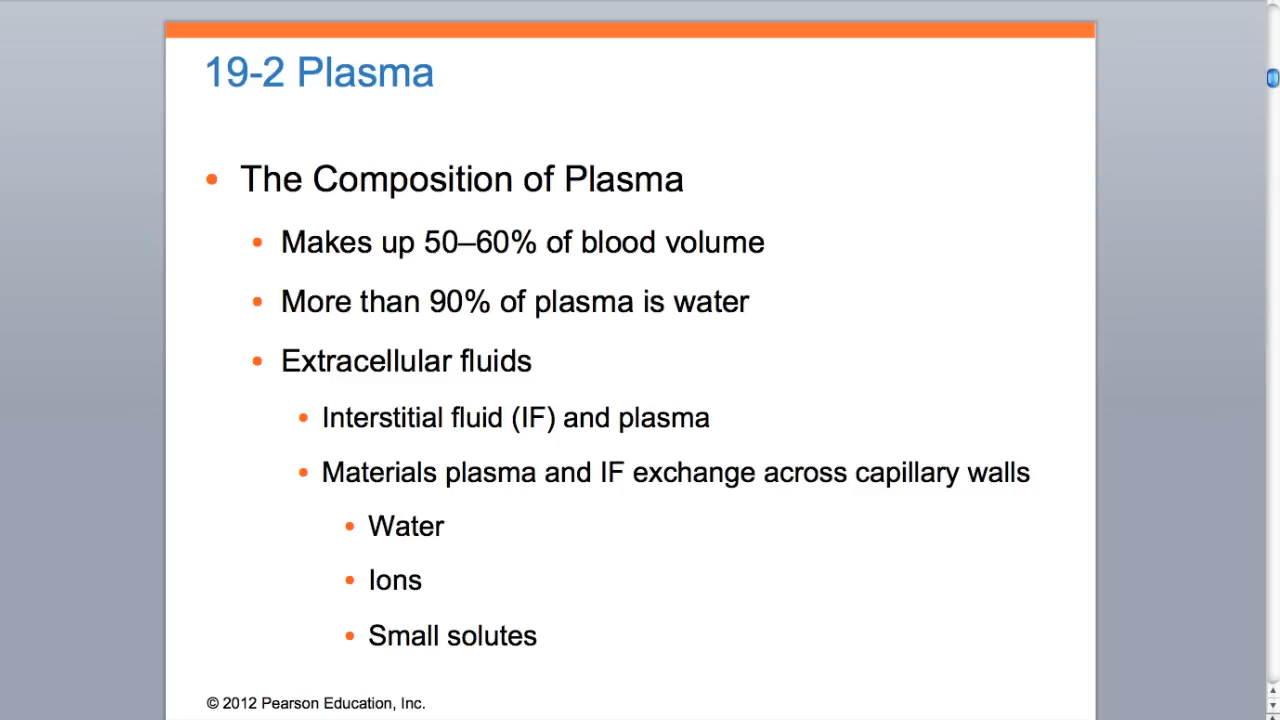 19-2 Plasma
• The Composition of Plasma
• Makes up 50–60% of blood volume
• More than 90% of plasma is water
• Extracellular fluids
• Interstitial fluid (IF) and plasma
• Materials plasma and IF exchange across capillary walls
• Water
• Ions
• Small solutes
© 2012 Pearson Education, Inc.